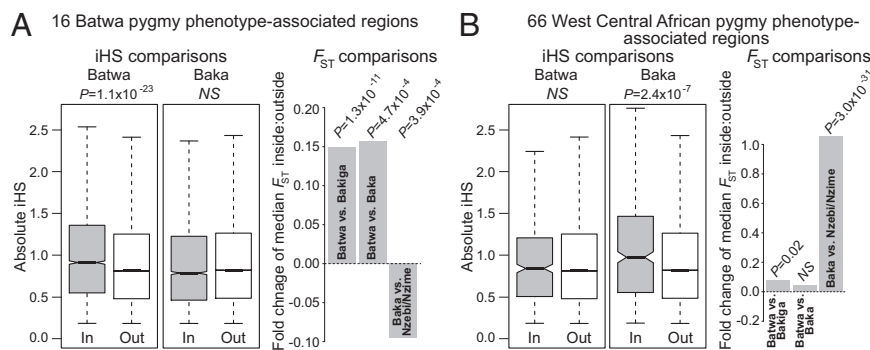 A
16 Batwa pygmy phenotype-associated regions
iHS comparisons
Batwa
P=1.1x10⁻²³
Baka
NS
Absolute iHS
2.5
2.0
1.5
1.0
0.5
0.0
In
Out
In
Out
FST comparisons
Fold chnage of median FST inside:outside
0.20
0.15
0.10
0.05
0.00
-0.05
-0.10
P=1.3x10⁻¹¹
P=4.7x10⁻⁴
P=3.9x10⁻⁴
Batwa vs. Bakiga
Batwa vs. Baka
Baka vs.
Nzebi/Nzime
B
66 West Central African pygmy phenotype-
associated regions
iHS comparisons
Batwa
NS
Baka
P=2.4x10⁻⁷
Absolute iHS
2.5
2.0
1.5
1.0
0.5
0.0
In
Out
In
Out
FST comparisons
Fold change of median FST inside:outside
1.0
0.8
0.6
0.4
0.2
0.0
-0.2
P=0.02
NS
P=3.0x10⁻³¹
Batwa vs.
Bakiga
Batwa vs.
Baka
Baka vs. Nzebi/Nzime